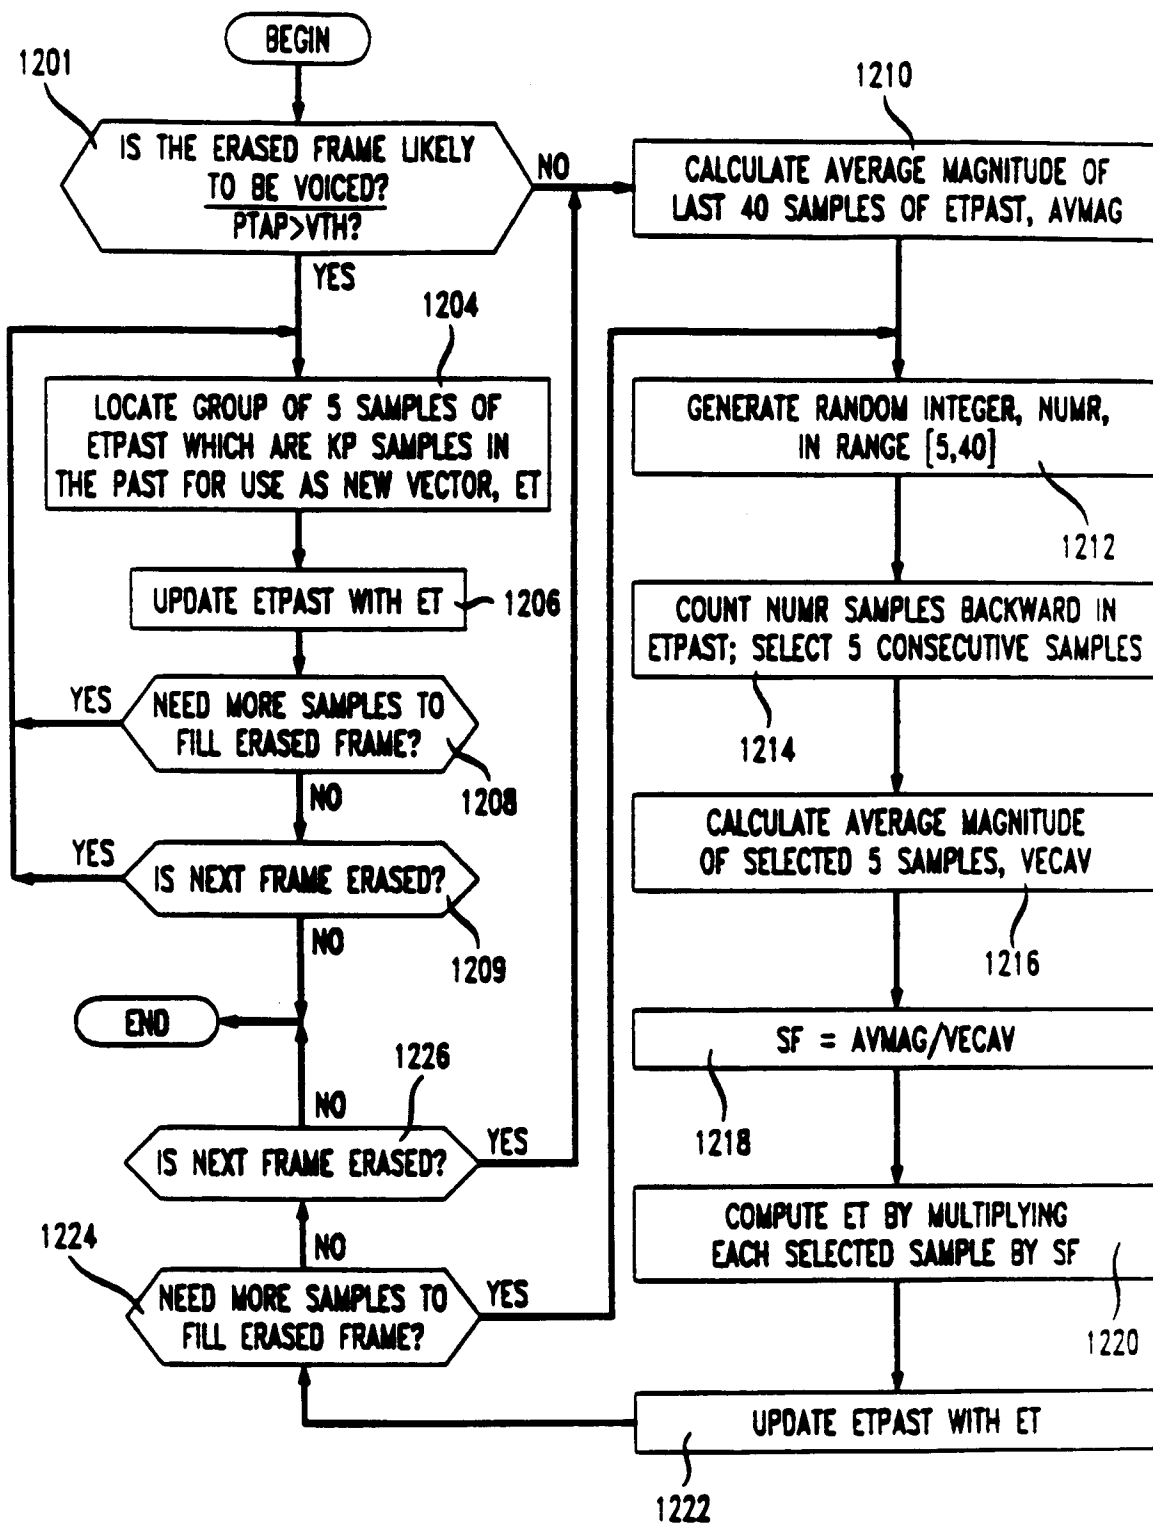 BEGIN
1201
IS THE ERASED FRAME LIKELY
TO BE VOICED?
PTAP>VTH?
NO
YES
1204
LOCATE GROUP OF 5 SAMPLES OF
ETPAST WHICH ARE KP SAMPLES IN
THE PAST FOR USE AS NEW VECTOR, ET
UPDATE ETPAST WITH ET
1206
YES
NEED MORE SAMPLES TO
FILL ERASED FRAME?
1208
NO
YES
IS NEXT FRAME ERASED?
1209
NO
END
1226
NO
IS NEXT FRAME ERASED?
YES
1224
NO
NEED MORE SAMPLES TO
FILL ERASED FRAME?
YES
1210
CALCULATE AVERAGE MAGNITUDE OF
LAST 40 SAMPLES OF ETPAST, AVMAG
GENERATE RANDOM INTEGER, NUMR,
IN RANGE [5,40]
1212
COUNT NUMR SAMPLES BACKWARD IN
ETPAST; SELECT 5 CONSECUTIVE SAMPLES
1214
CALCULATE AVERAGE MAGNITUDE
OF SELECTED 5 SAMPLES, VECAV
1216
SF = AVMAG/VECAV
1218
COMPUTE ET BY MULTIPLYING
EACH SELECTED SAMPLE BY SF
1220
UPDATE ETPAST WITH ET
1222